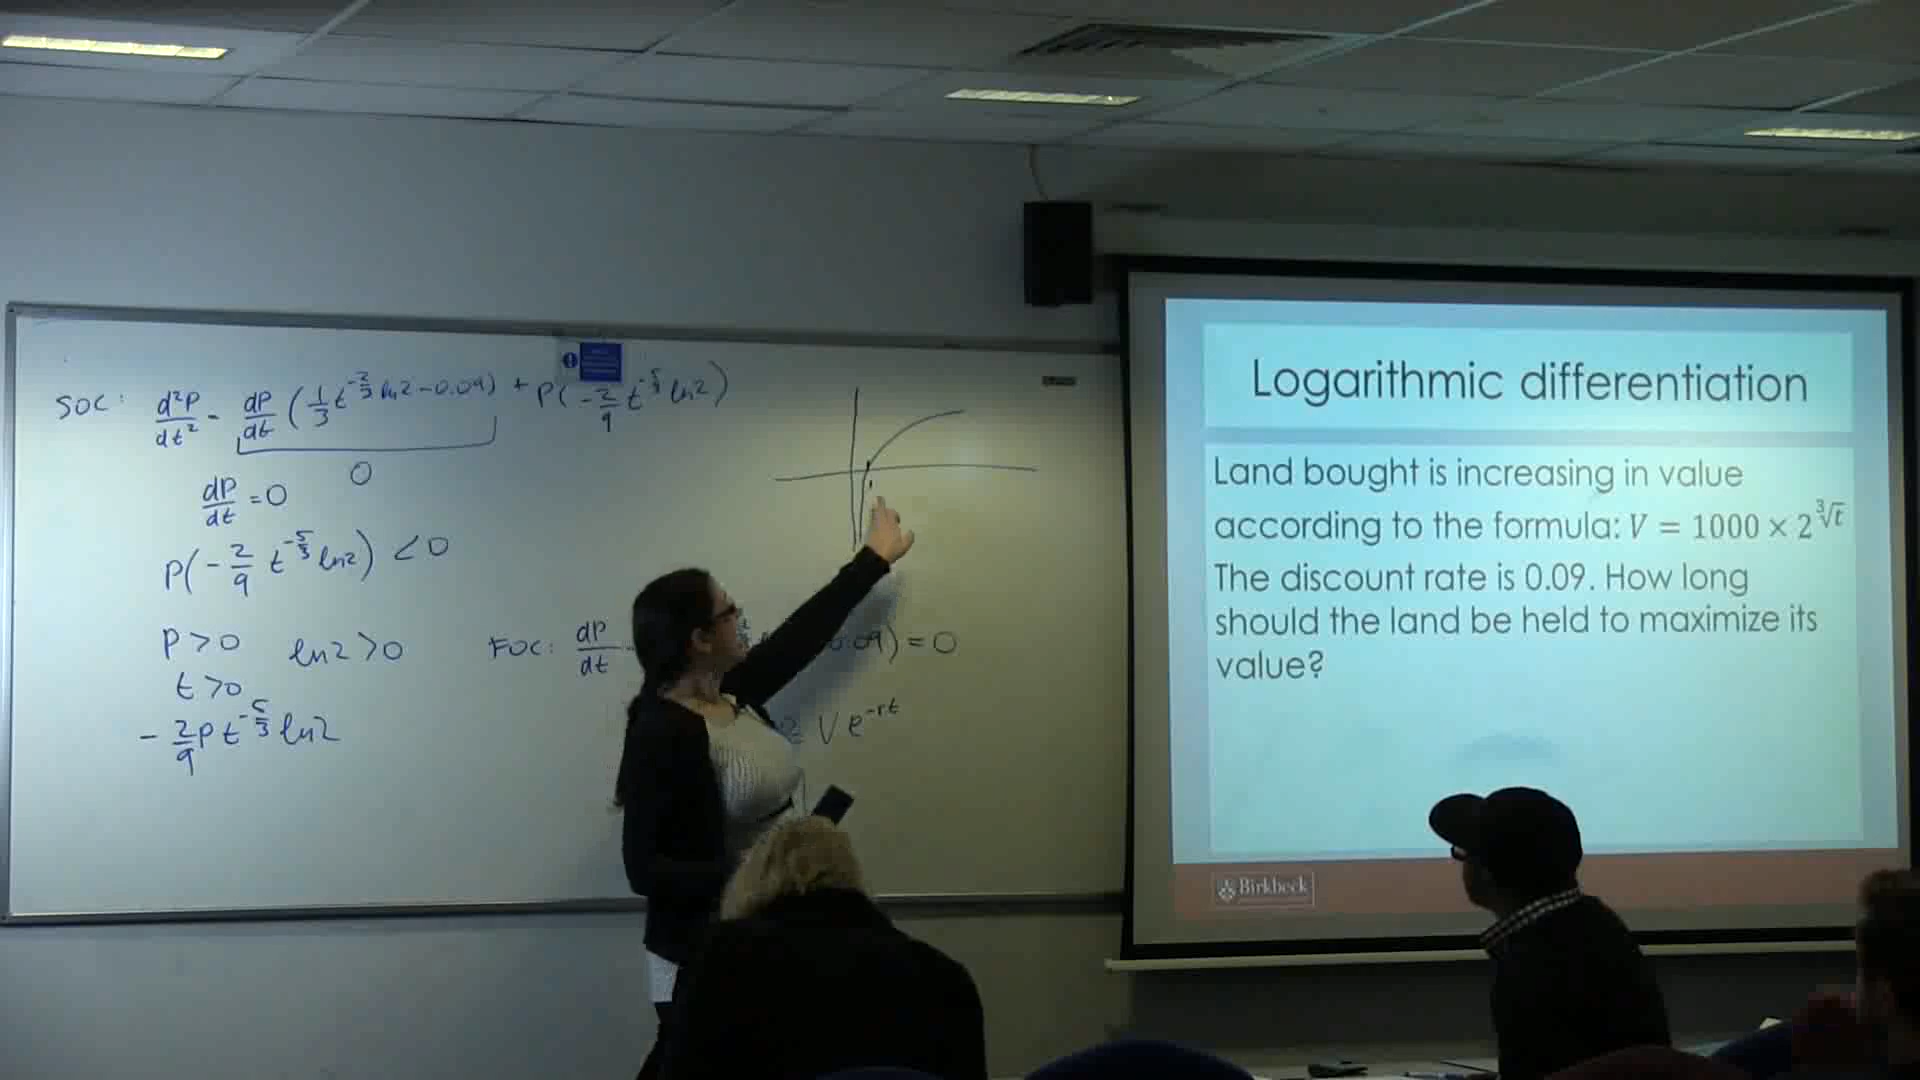 SOC: d²P/dt² = dP/dt (1/3 t^-2/3 ln2 - 0.09) + P(-2/9 t^-5/3 ln2)
0
dP/dt = 0
P(-2/9 t^-5/3 ln2) < 0
P > 0 ln2 > 0
t > 0
-2/9 P t^-5/3 ln2
FOC: dP/dt
0.09) = 0
V e^-rt
Logarithmic differentiation
Land bought is increasing in value
according to the formula: V = 1000 × 2^∛t
The discount rate is 0.09. How long
should the land be held to maximize its
value?
Birkbeck